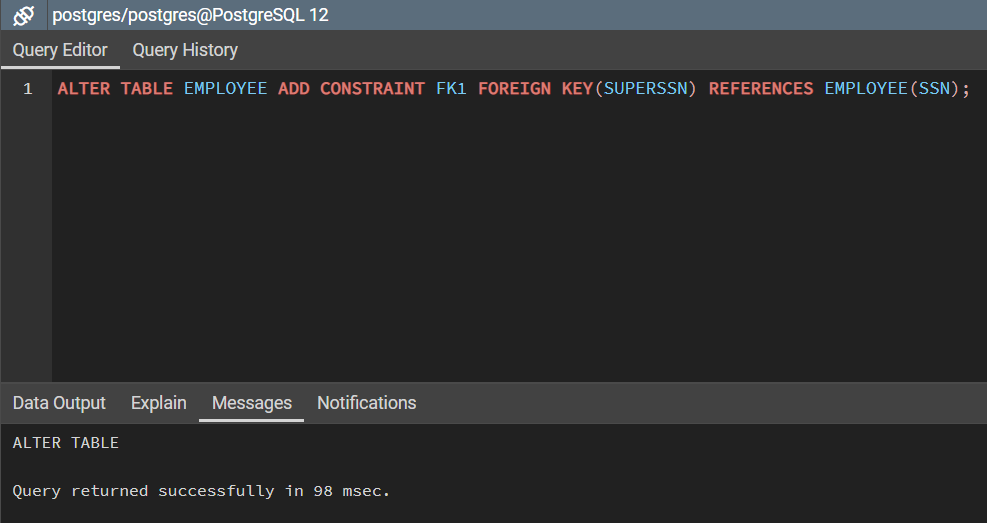 postgres/postgres@PostgreSQL 12
Query Editor Query History
1 ALTER TABLE EMPLOYEE ADD CONSTRAINT FK1 FOREIGN KEY(SUPERSSN) REFERENCES EMPLOYEE(SSN);
Data Output Explain Messages Notifications
ALTER TABLE
Query returned successfully in 98 msec.